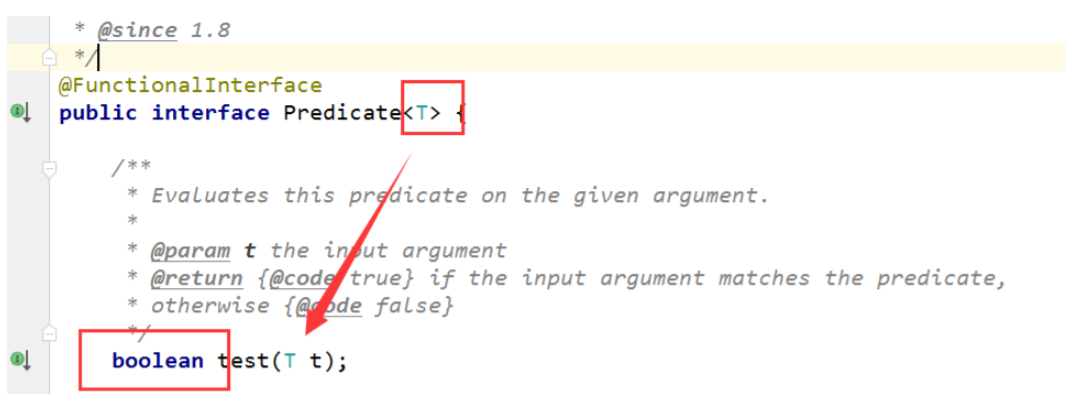 * @since 1.8
*/
@FunctionalInterface
public interface Predicate<T> {
/**
* Evaluates this predicate on the given argument.
*
* @param t the input argument
* @return {@code true} if the input argument matches the predicate,
* otherwise {@code false}
*/
boolean test(T t);